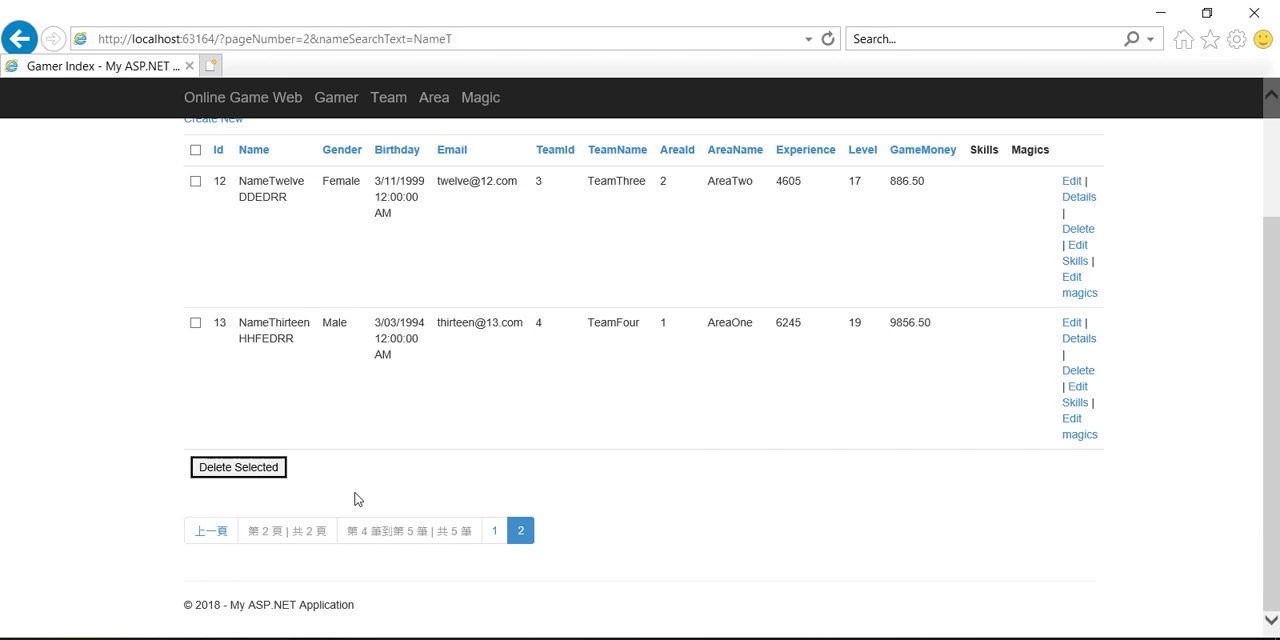 http://localhost:63164/?pageNumber=2&nameSearchText=NameT
Search...
Gamer Index - My ASP.NET ...
Online Game Web Gamer Team Area Magic
Create New
Id Name Gender Birthday Email TeamId TeamName AreaId AreaName Experience Level GameMoney Skills Magics
12 NameTwelve Female 3/11/1999 twelve@12.com 3 TeamThree 2 AreaTwo 4605 17 886.50 Edit |
DDEDRR 12:00:00 Details
AM |
Delete
| Edit
Skills |
Edit
magics
13 NameThirteen Male 3/03/1994 thirteen@13.com 4 TeamFour 1 AreaOne 6245 19 9856.50 Edit |
HHFEDRR 12:00:00 Details
AM |
Delete
| Edit
Skills |
Edit
magics
Delete Selected
上一頁 第 2 頁 | 共 2 頁 第 4 筆到第 5 筆 | 共 5 筆 1 2
© 2018 - My ASP.NET Application